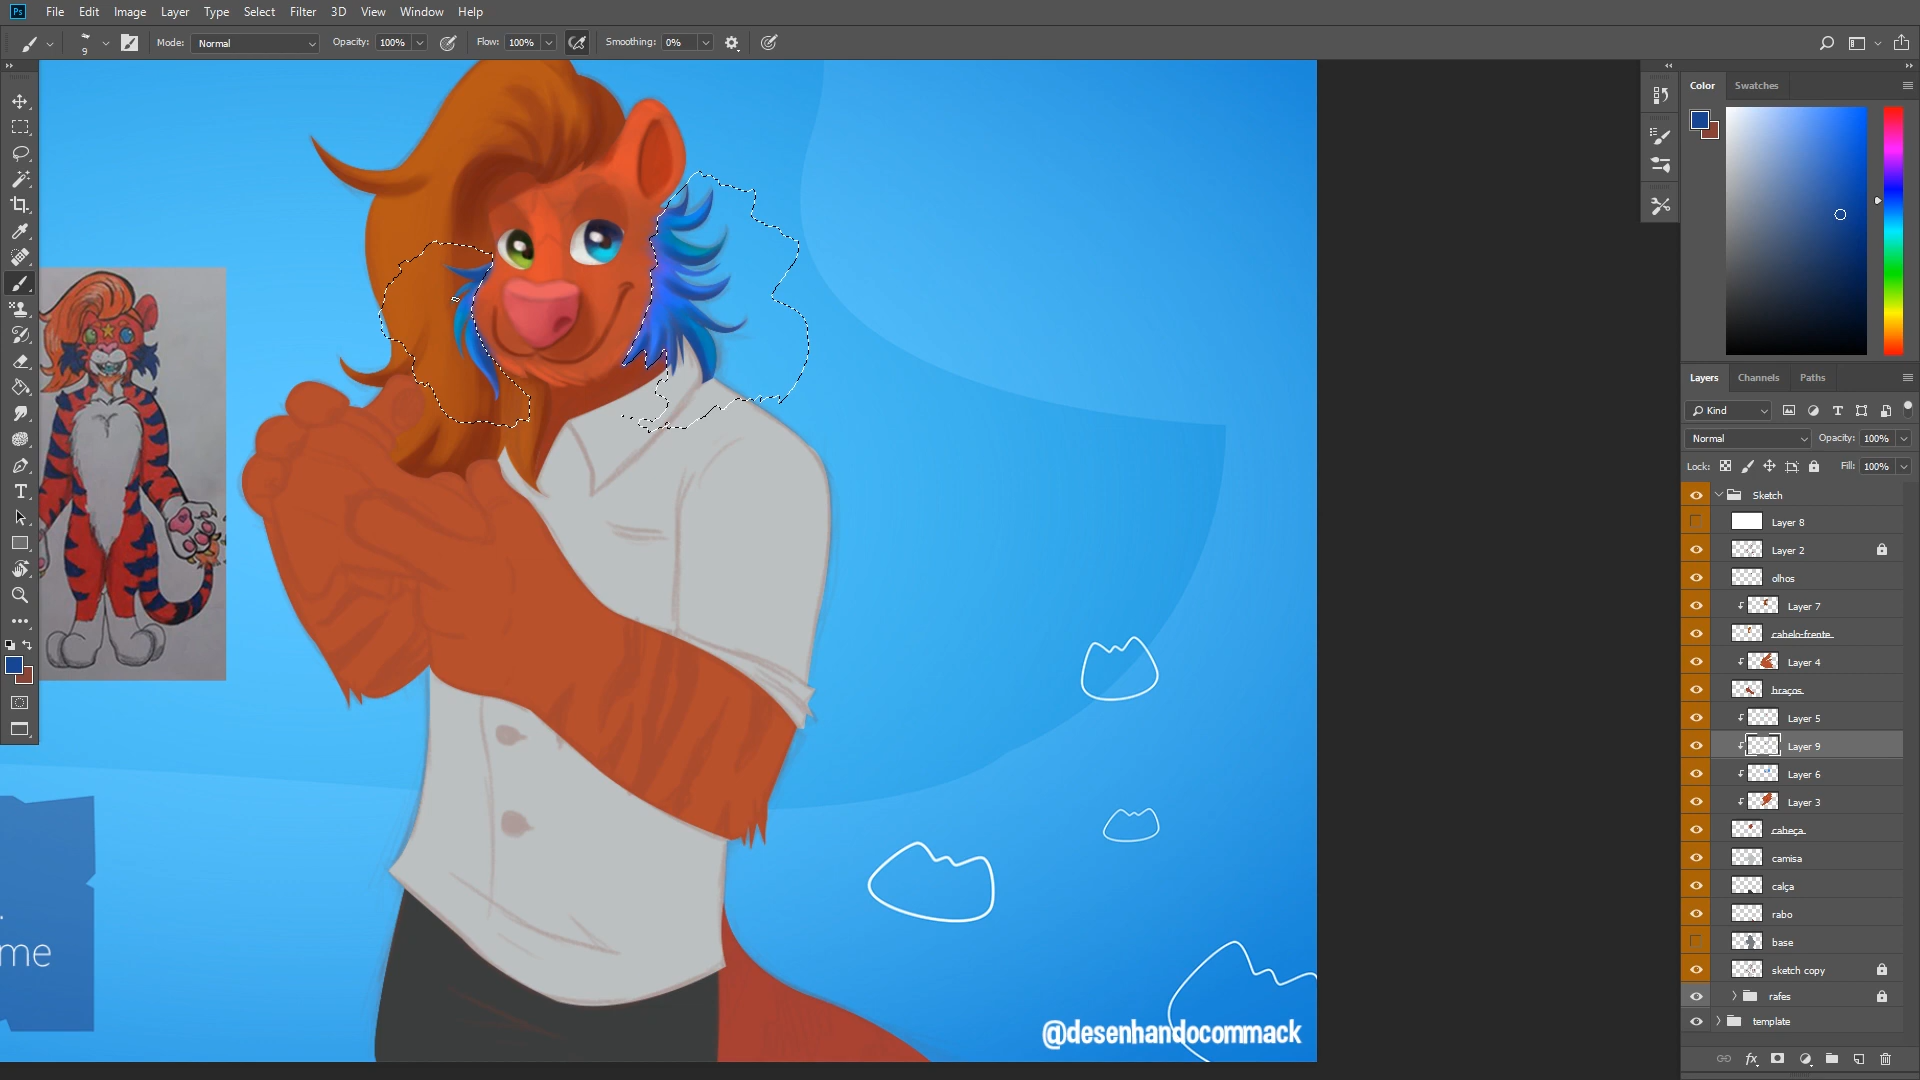 Ps File Edit Image Layer Type Select Filter 3D View Window Help
9 Mode: Normal Opacity: 100% Flow: 100% Smoothing: 0%
Color Swatches
Layers Channels Paths
Kind
Normal Opacity: 100%
Lock: Fill: 100%
Sketch
Layer 8
Layer 2
olhos
Layer 7
cabelo-frente
Layer 4
braços
Layer 5
Layer 9
Layer 6
Layer 3
cabeça
camisa
calça
rabo
base
sketch copy
rafes
template
me
@desenhandocommack